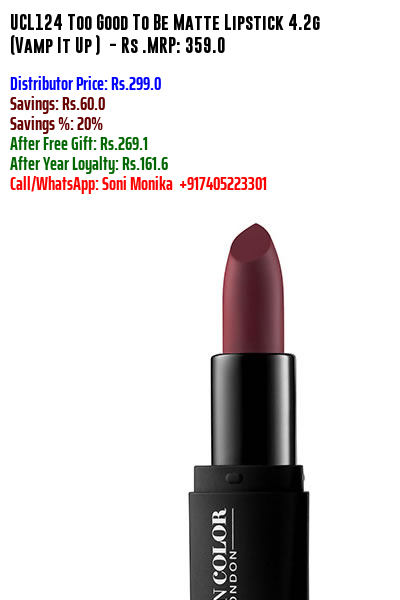 UCL124 Too Good To Be Matte Lipstick 4.2g
(Vamp It Up ) - Rs .MRP: 359.0
Distributor Price: Rs.299.0
Savings: Rs.60.0
Savings %: 20%
After Free Gift: Rs.269.1
After Year Loyalty: Rs.161.6
Call/WhatsApp: Soni Monika +917405223301
N COLOR
ONDON